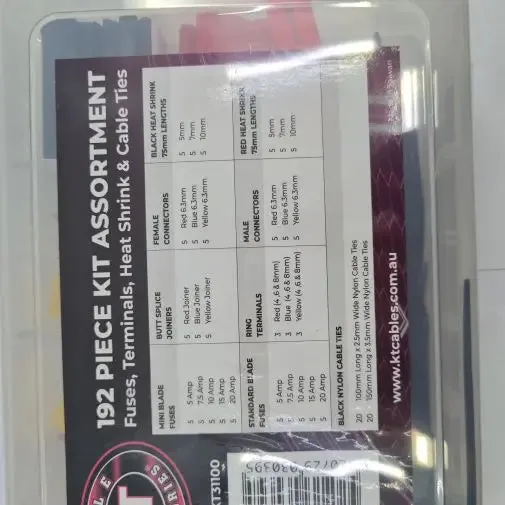 192 PIECE KIT ASSORTMENT
Fuses, Terminals, Heat Shrink & Cable Ties
MINI BLADE
FUSES
5 5 Amp
5 7.5 Amp
5 10 Amp
5 15 Amp
5 20 Amp
BUTT SPLICE
JOINERS
5 Red Joiner
5 Blue Joiner
5 Yellow Joiner
FEMALE
CONNECTORS
5 Red 6.3mm
5 Blue 6.3mm
5 Yellow 6.3mm
BLACK HEAT SHRINK
75mm LENGTHS
5 5mm
5 7mm
5 10mm
STANDARD BLADE
FUSES
5 5 Amp
5 7.5 Amp
5 10 Amp
5 15 Amp
5 20 Amp
RING
TERMINALS
3 Red (4,6 & 8mm)
3 Blue (4,6 & 8mm)
3 Yellow (4,6 & 8mm)
MALE
CONNECTORS
5 Red 6.3mm
5 Blue 6.3mm
5 Yellow 6.3mm
RED HEAT SHRINK
75mm LENGTHS
5 5mm
5 7mm
5 10mm
BLACK NYLON CABLE TIES
20 100mm Long x 2.5mm Wide Nylon Cable Ties
20 150mm Long x 3.5mm Wide Nylon Cable Ties
www.ktcables.com.au
KT31100